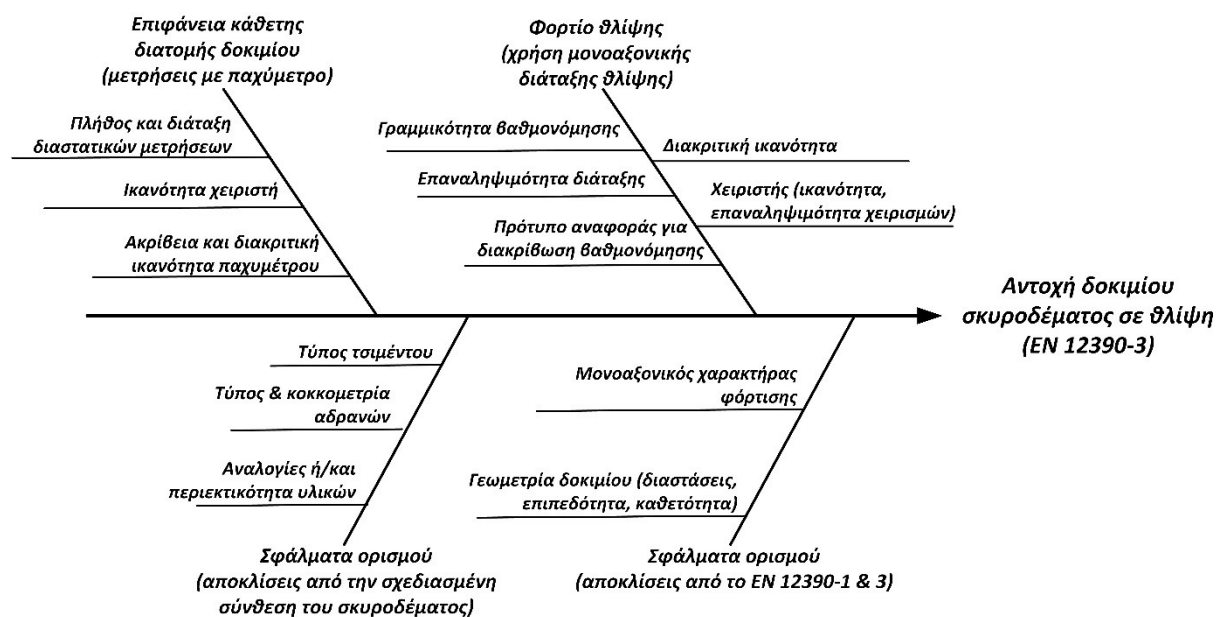 Επιφάνεια κάθετης
διατομής δοκιμίου
(μετρήσεις με παχύμετρο)
Πλήθος και διάταξη
διαστατικών μετρήσεων
Ικανότητα χειριστή
Ακρίβεια και διακριτική
ικανότητα παχυμέτρου
Φορτίο θλίψης
(χρήση μονοαξονικής
διάταξης θλίψης)
Γραμμικότητα βαθμονόμησης
Επαναληψιμότητα διάταξης
Πρότυπο αναφοράς για
διακρίβωση βαθμονόμησης
Διακριτική ικανότητα
Χειριστής (ικανότητα,
επαναληψιμότητα χειρισμών)
Αντοχή δοκιμίου
σκυροδέματος σε θλίψη
(EN 12390-3)
Τύπος τσιμέντου
Τύπος & κοκκομετρία
αδρανών
Αναλογίες ή/και
περιεκτικότητα υλικών
Σφάλματα ορισμού
(αποκλίσεις από την σχεδιασμένη
σύνθεση του σκυροδέματος)
Μονοαξονικός χαρακτήρας
φόρτισης
Γεωμετρία δοκιμίου (διαστάσεις,
επιπεδότητα, καθετότητα)
Σφάλματα ορισμού
(αποκλίσεις από το EN 12390-1 & 3)